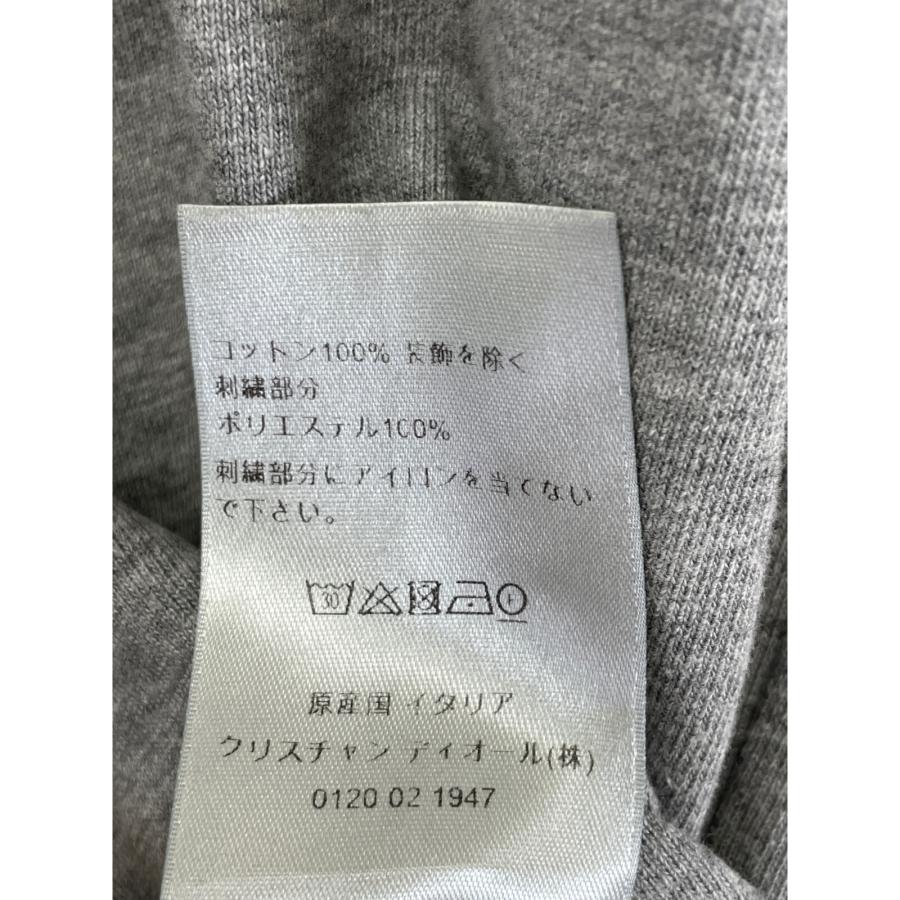 コットン100% 装飾を除く
刺繍部分
ポリエステル100%
刺繍部分にアイロンを当てない
で下さい。
30
原産国 イタリア
クリスチャン ディオール(株)
0120 02 1947